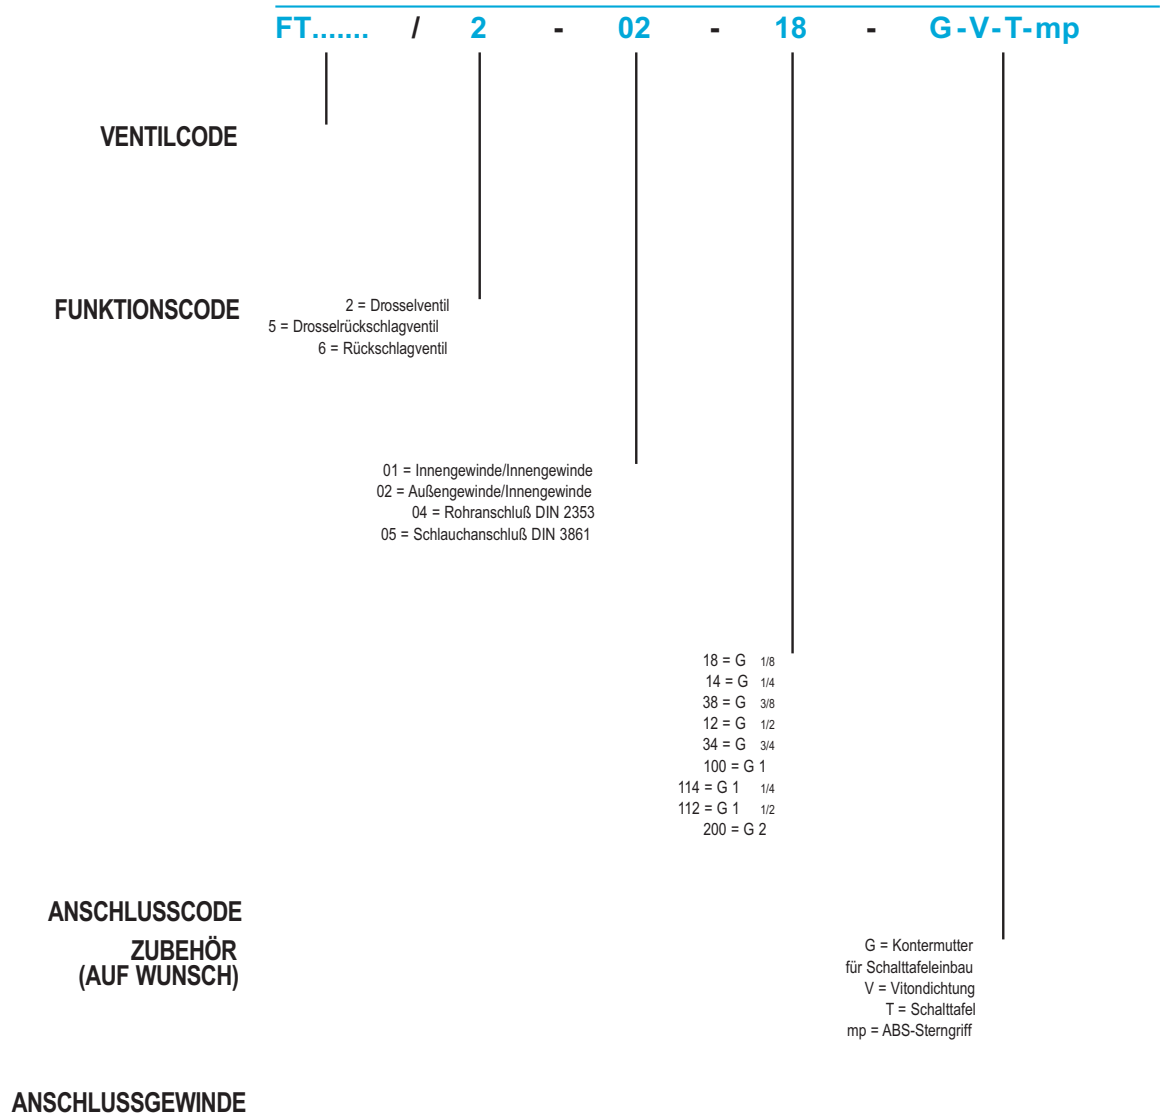 FT....... / 2 - 02 - 18 - G-V-T-mp
VENTILCODE
FUNKTIONSCODE
2 = Drosselventil
5 = Drosselrückschlagventil
6 = Rückschlagventil
01 = Innengewinde/Innengewinde
02 = Außengewinde/Innengewinde
04 = Rohranschluß DIN 2353
05 = Schlauchanschluß DIN 3861
18 = G 1/8
14 = G 1/4
38 = G 3/8
12 = G 1/2
34 = G 3/4
100 = G 1
114 = G 1 1/4
112 = G 1 1/2
200 = G 2
ANSCHLUSSCODE
ZUBEHÖR
(AUF WUNSCH)
G = Kontermutter
für Schalttafeleinbau
V = Vitondichtung
T = Schalttafel
mp = ABS-Sterngriff
ANSCHLUSSGEWINDE